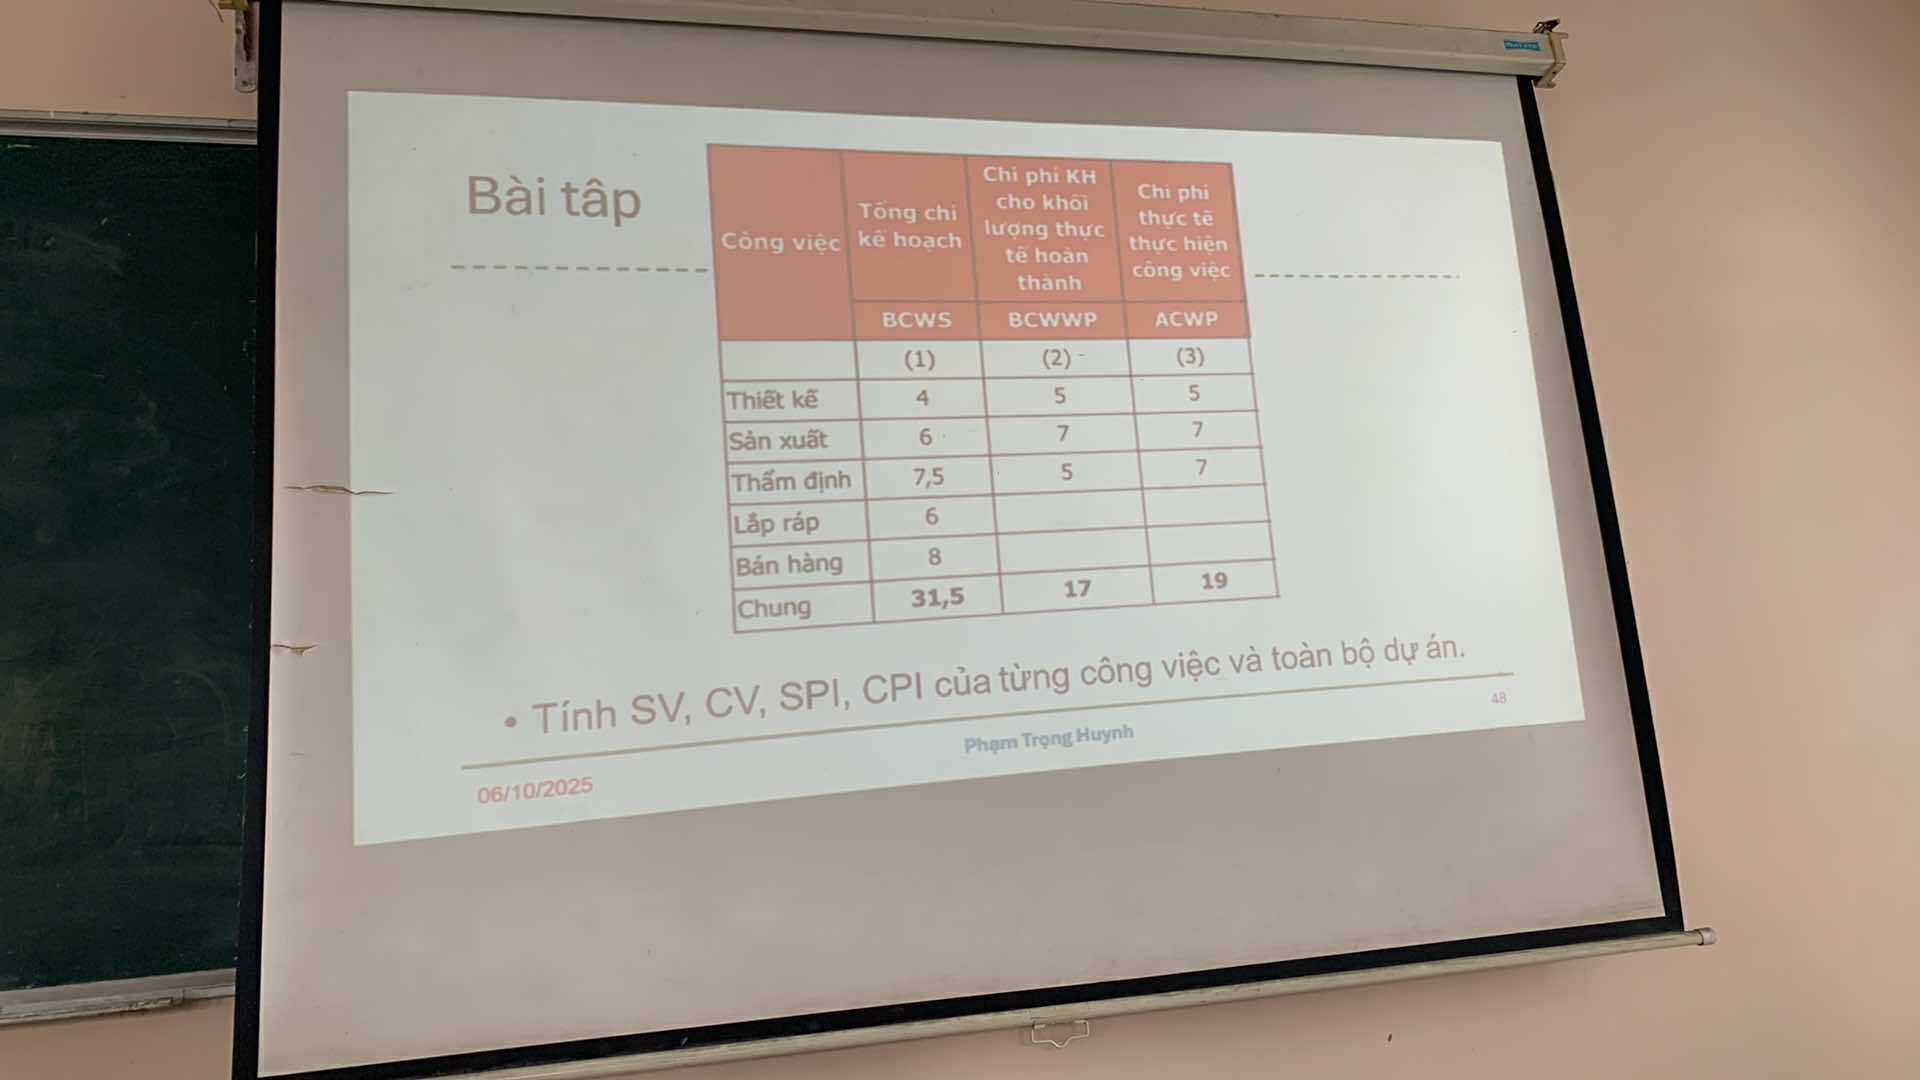 Bài tâp
Công việc
Tổng chi
kế hoạch
Chi phí KH
cho khối
lượng thực
tế hoàn
thành
Chi phí
thực tế
thực hiện
công việc
BCWS BCWWP ACWP
(1) (2) (3)
Thiết kế 4 5 5
Sản xuất 6 7 7
Thẩm định 7,5 5 7
Lắp ráp 6
Bán hàng 8
Chung 31,5 17 19
• Tính SV, CV, SPI, CPI của từng công việc và toàn bộ dự án.
06/10/2025 Phạm Trọng Huynh 48